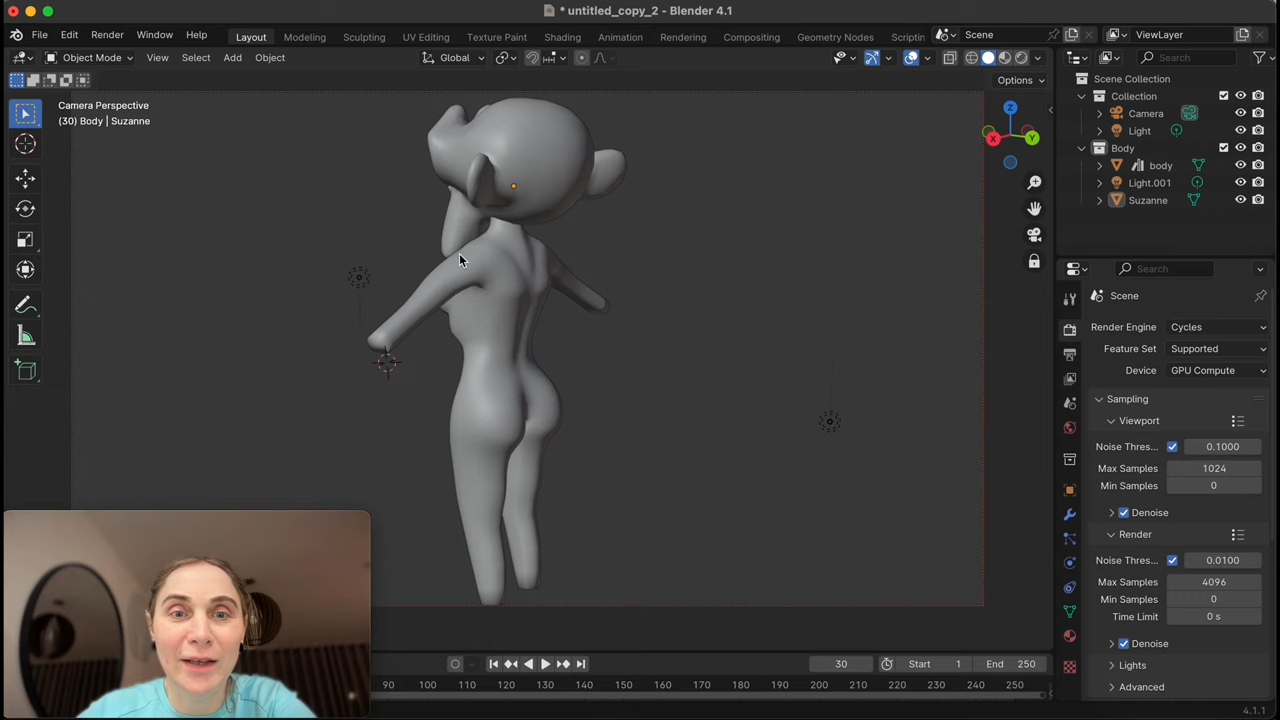 * untitled_copy_2 - Blender 4.1
File Edit Render Window Help
Layout Modeling Sculpting UV Editing Texture Paint Shading Animation Rendering Compositing Geometry Nodes Scriptin
Scene
ViewLayer
Object Mode View Select Add Object
Global
Search
Options
Camera Perspective
(30) Body | Suzanne
Z
X
Y
Scene Collection
Collection
Camera
Light
Body
body
Light.001
Suzanne
Search
Scene
Render Engine Cycles
Feature Set Supported
Device GPU Compute
Sampling
Viewport
Noise Thres... 0.1000
Max Samples 1024
Min Samples 0
Denoise
Render
Noise Thres... 0.0100
Max Samples 4096
Min Samples 0
Time Limit 0 s
Denoise
Lights
Advanced
30 Start 1 End 250
90 100 110 120 130 140 150 160 170 180 190 200 210 220 230 240 250
4.1.1